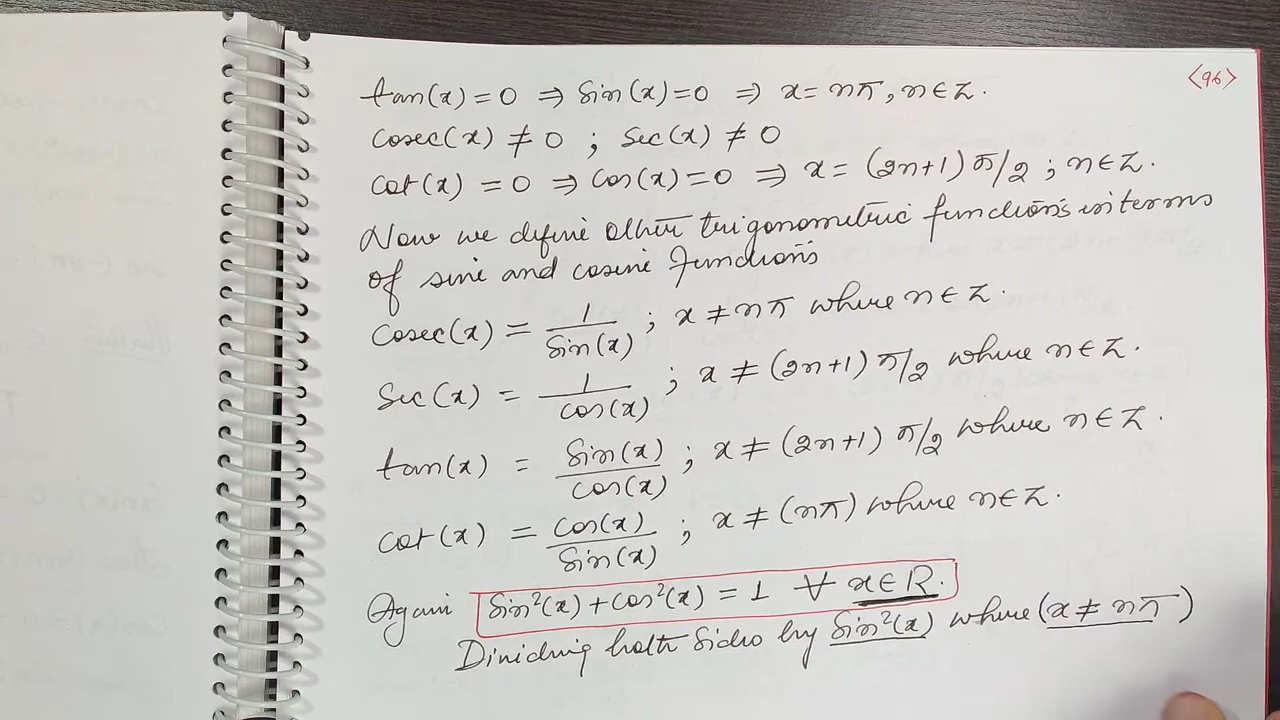 <96>
tan(x) = 0 ⇒ Sin(x) = 0 ⇒ x = nπ, n ∈ Z.
Cosec(x) ≠ 0 ; Sec(x) ≠ 0
Cot(x) = 0 ⇒ Cos(x) = 0 ⇒ x = (2n+1) π/2 ; n ∈ Z.
Now we define other trigonometric functions in terms
of sine and cosine functions
Cosec(x) = 1/Sin(x) ; x ≠ nπ where n ∈ Z.
Sec(x) = 1/Cos(x) ; x ≠ (2n+1) π/2 where n ∈ Z.
tan(x) = Sin(x)/Cos(x) ; x ≠ (2n+1) π/2 where n ∈ Z.
Cot(x) = Cos(x)/Sin(x) ; x ≠ (nπ) where n ∈ Z.
Again Sin²(x) + Cos²(x) = 1 ∀ x ∈ R.
Dividing both sides by Sin²(x) where (x ≠ nπ)